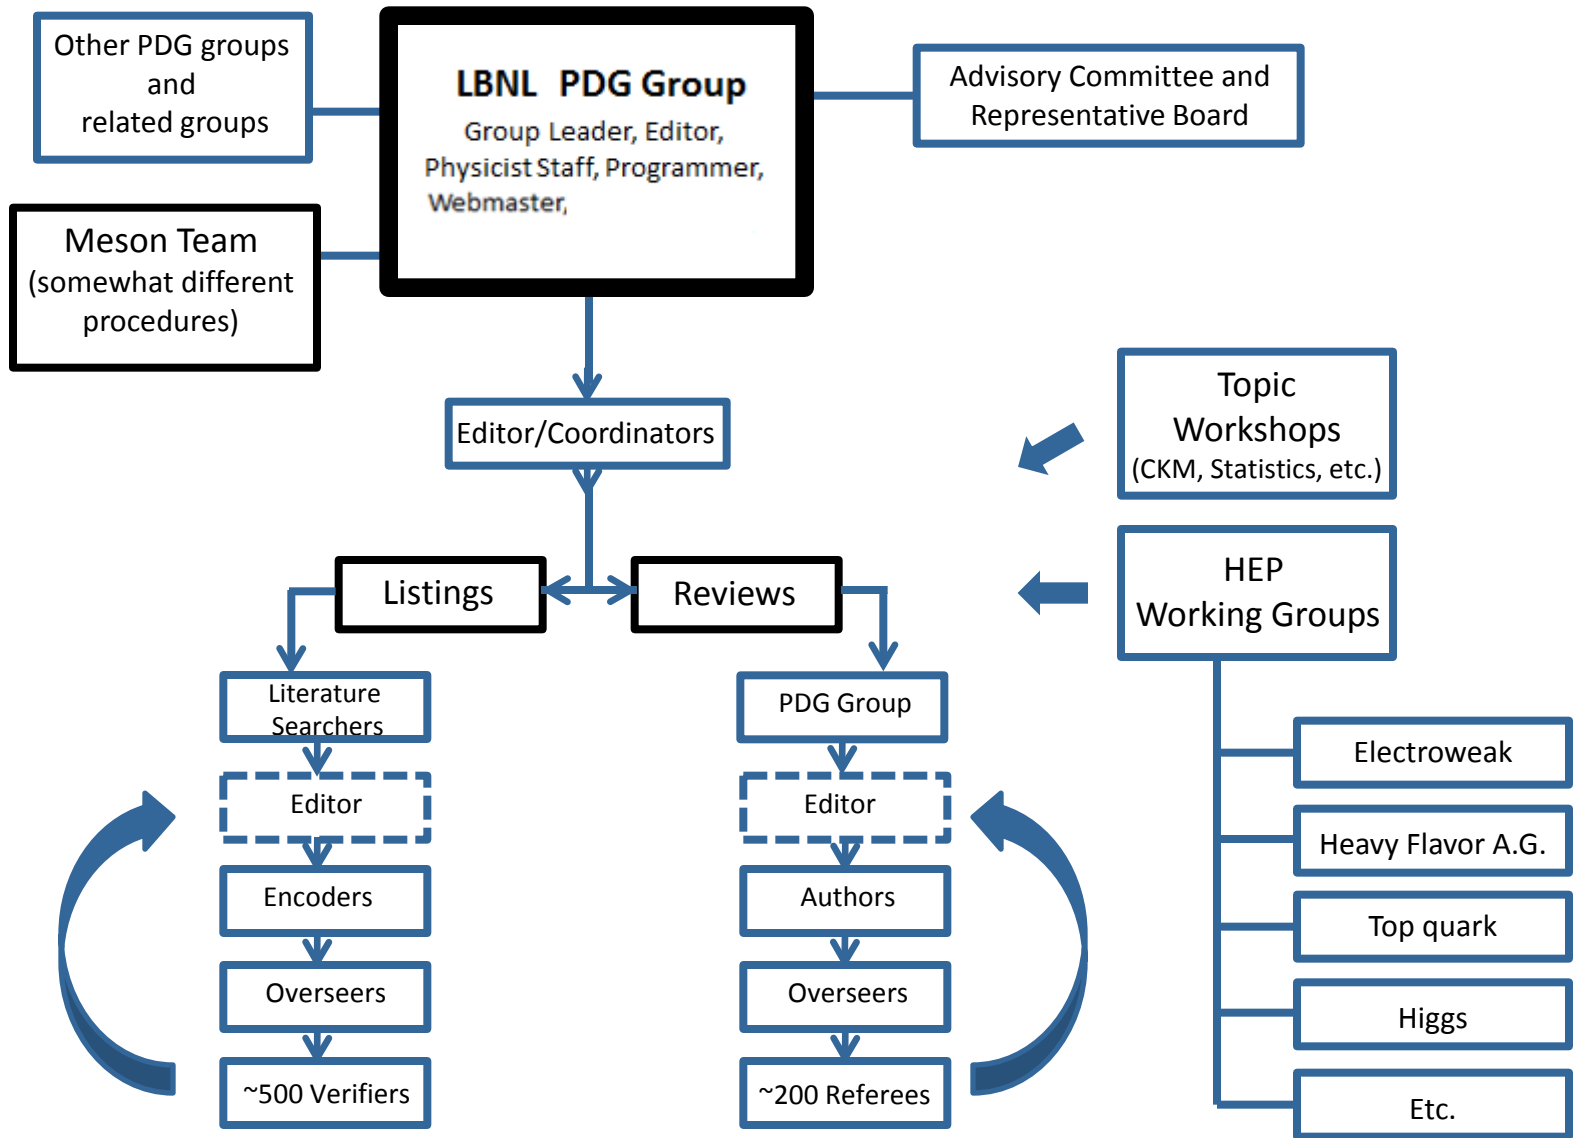 Other PDG groups
and
related groups
LBNL PDG Group
Group Leader, Editor,
Physicist Staff, Programmer,
Webmaster,
Advisory Committee and
Representative Board
Meson Team
(somewhat different
procedures)
Editor/Coordinators
Topic
Workshops
(CKM, Statistics, etc.)
Listings
Reviews
HEP
Working Groups
Literature
Searchers
Editor
Encoders
Overseers
~500 Verifiers
PDG Group
Editor
Authors
Overseers
~200 Referees
Electroweak
Heavy Flavor A.G.
Top quark
Higgs
Etc.